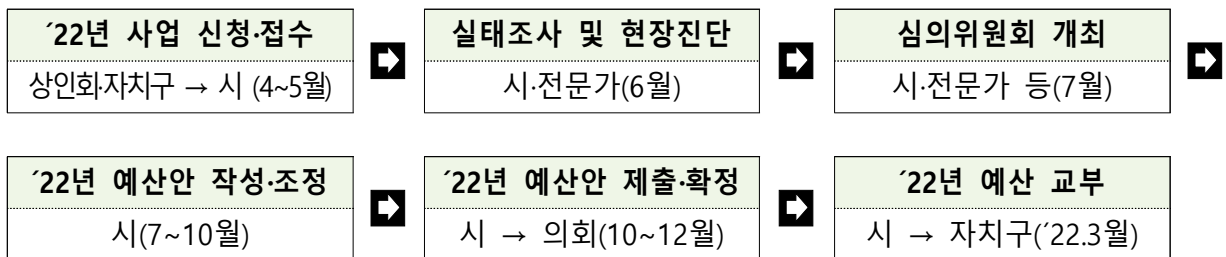 ´22년 사업 신청·접수
상인회·자치구 → 시 (4~5월)
실태조사 및 현장진단
시·전문가(6월)
심의위원회 개최
시·전문가 등(7월)
´22년 예산안 작성·조정
시(7~10월)
´22년 예산안 제출·확정
시 → 의회(10~12월)
´22년 예산 교부
시 → 자치구(´22.3월)